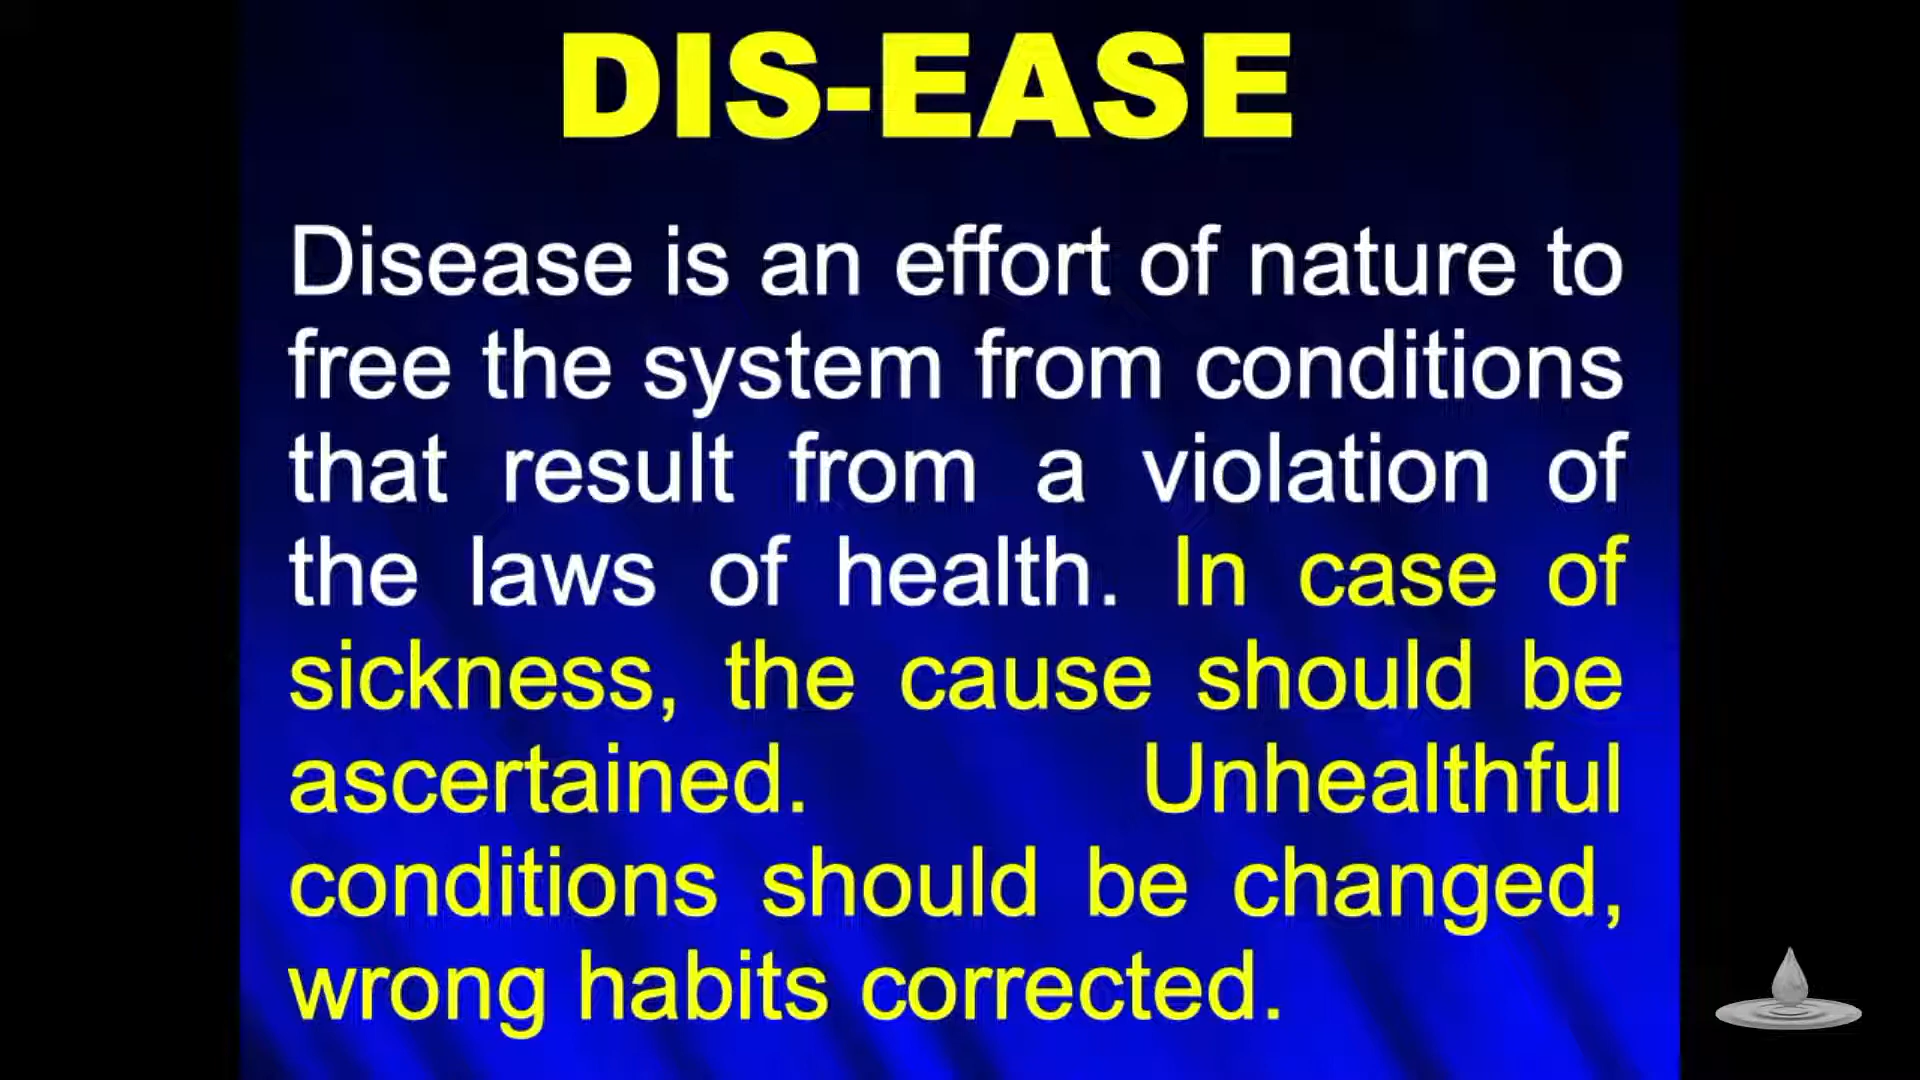 DIS-EASE
Disease is an effort of nature to
free the system from conditions
that result from a violation of
the laws of health. In case of
sickness, the cause should be
ascertained. Unhealthful
conditions should be changed,
wrong habits corrected.